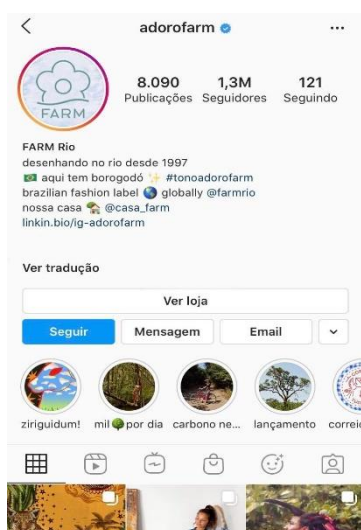 adorofarm
FARM
8.090 1,3M 121
Publicações Seguidores Seguindo
FARM Rio
desenhando no rio desde 1997
🇧🇷 aqui tem borogodó ✨ #tonoadorofarm
brazilian fashion label 🌎 globally @farmrio
nossa casa 🏡 @casa_farm
linkin.bio/ig-adorofarm
Ver tradução
Ver loja
Seguir Mensagem Email
ziriguidum! mil🌳por dia carbono ne... lançamento correi